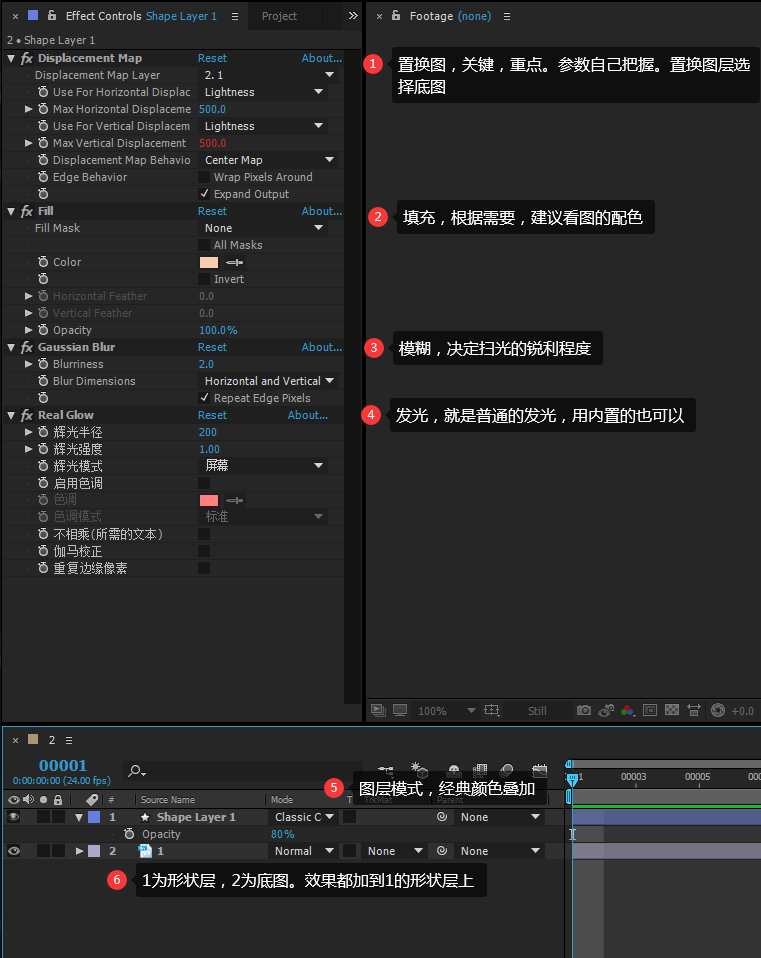 Effect Controls Shape Layer 1
Project
Footage (none)
2 • Shape Layer 1
fx Displacement Map Reset About...
Displacement Map Layer 2. 1
Use For Horizontal Displac Lightness
Max Horizontal Displaceme 500.0
Use For Vertical Displacem Lightness
Max Vertical Displacement 500.0
Displacement Map Behavio Center Map
Edge Behavior Wrap Pixels Around
Expand Output
fx Fill Reset About...
Fill Mask None
All Masks
Color
Invert
Horizontal Feather 0.0
Vertical Feather 0.0
Opacity 100.0%
fx Gaussian Blur Reset About...
Blurriness 2.0
Blur Dimensions Horizontal and Vertical
Repeat Edge Pixels
fx Real Glow Reset About...
辉光半径 200
辉光强度 1.00
辉光模式 屏幕
启用色调
色调
色调模式 标准
不相乘(所需的文本)
伽马校正
重复边缘像素
1 置换图，关键，重点。参数自己把握。置换图层选
择底图
2 填充，根据需要，建议看图的配色
3 模糊，决定扫光的锐利程度
4 发光，就是普通的发光，用内置的也可以
100% Still +0.0
2
00001
0:00:00:00 (24.00 fps)
5 图层模式，经典颜色叠加
00003 00005
# Source Name Mode T TrkMat Parent
1 Shape Layer 1 Classic C None
Opacity 80%
2 1 Normal None None
6 1为形状层，2为底图。效果都加到1的形状层上